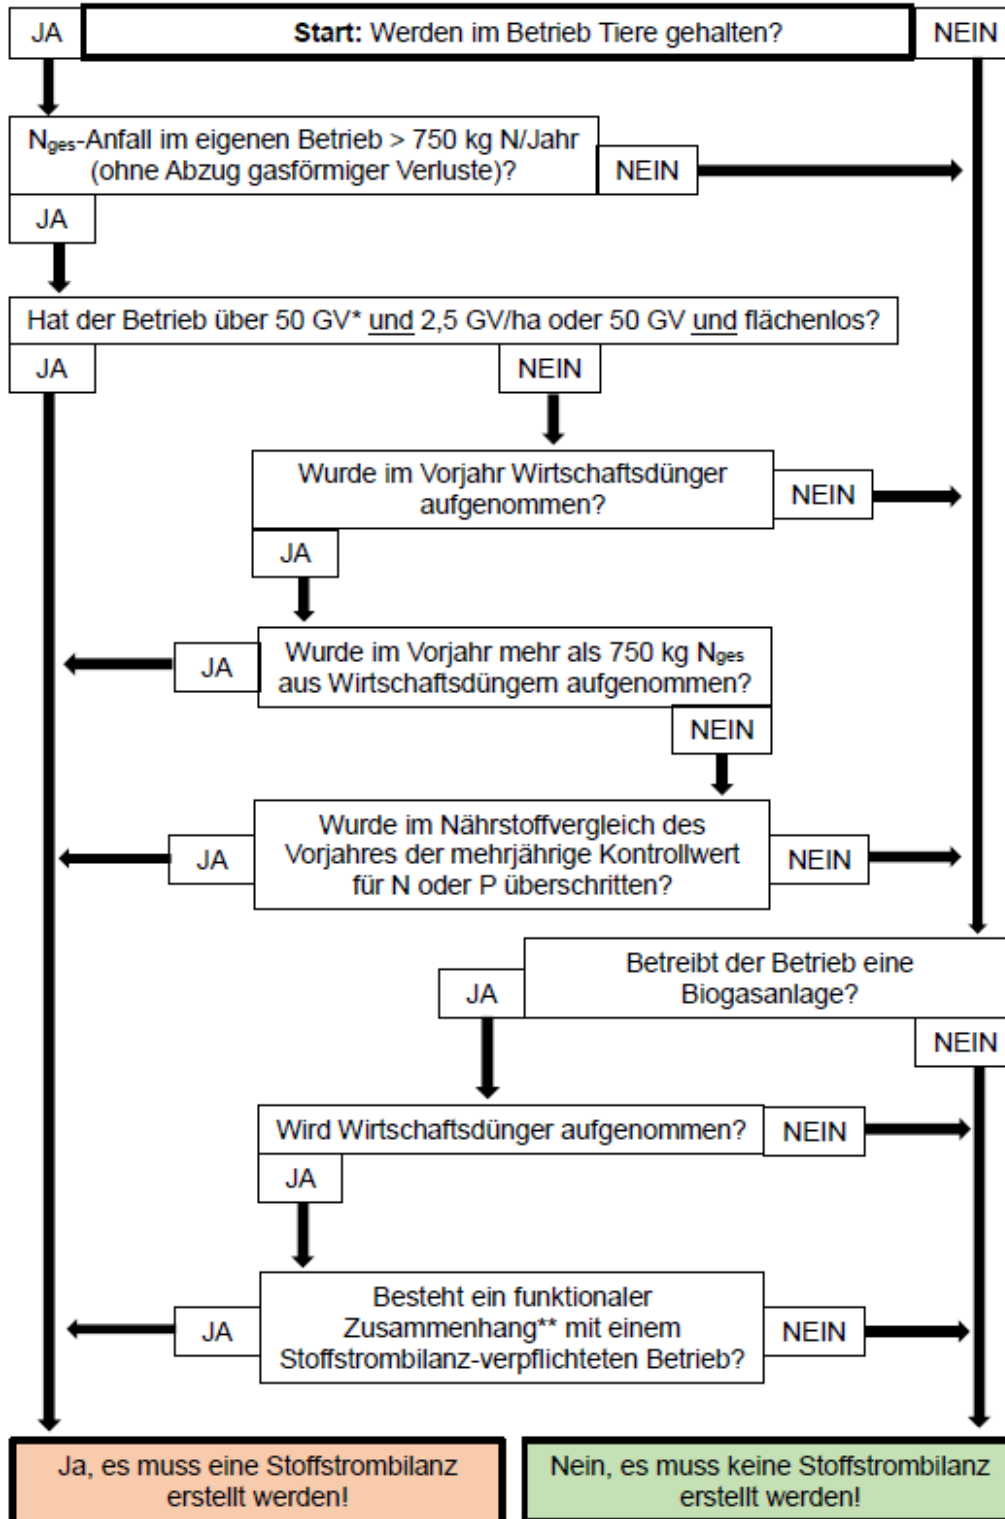 JA
Start: Werden im Betrieb Tiere gehalten?
NEIN
Nges-Anfall im eigenen Betrieb > 750 kg N/Jahr
(ohne Abzug gasförmiger Verluste)?
NEIN
JA
Hat der Betrieb über 50 GV* und 2,5 GV/ha oder 50 GV und flächenlos?
JA
NEIN
Wurde im Vorjahr Wirtschaftsdünger
aufgenommen?
NEIN
JA
JA
Wurde im Vorjahr mehr als 750 kg Nges
aus Wirtschaftsdüngern aufgenommen?
NEIN
JA
Wurde im Nährstoffvergleich des
Vorjahres der mehrjährige Kontrollwert
für N oder P überschritten?
NEIN
JA
Betreibt der Betrieb eine
Biogasanlage?
NEIN
Wird Wirtschaftsdünger aufgenommen?
NEIN
JA
JA
Besteht ein funktionaler
Zusammenhang** mit einem
Stoffstrombilanz-verpflichteten Betrieb?
NEIN
Ja, es muss eine Stoffstrombilanz
erstellt werden!
Nein, es muss keine Stoffstrombilanz
erstellt werden!